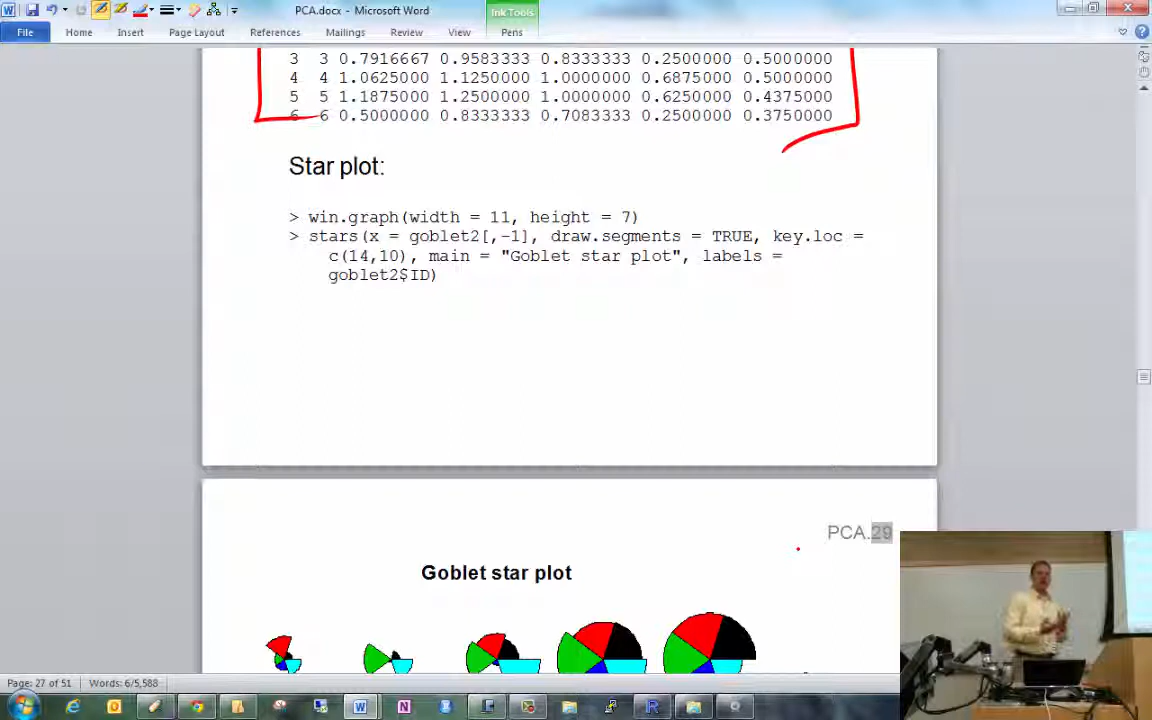 PCA.docx - Microsoft Word
Ink Tools
File Home Insert Page Layout References Mailings Review View Pens
3 3 0.7916667 0.9583333 0.8333333 0.2500000 0.5000000
4 4 1.0625000 1.1250000 1.0000000 0.6875000 0.5000000
5 5 1.1875000 1.2500000 1.0000000 0.6250000 0.4375000
6 6 0.5000000 0.8333333 0.7083333 0.2500000 0.3750000
Star plot:
> win.graph(width = 11, height = 7)
> stars(x = goblet2[,-1], draw.segments = TRUE, key.loc =
c(14,10), main = "Goblet star plot", labels =
goblet2$ID)
PCA.29
Goblet star plot
Page: 27 of 51 Words: 6/5,588